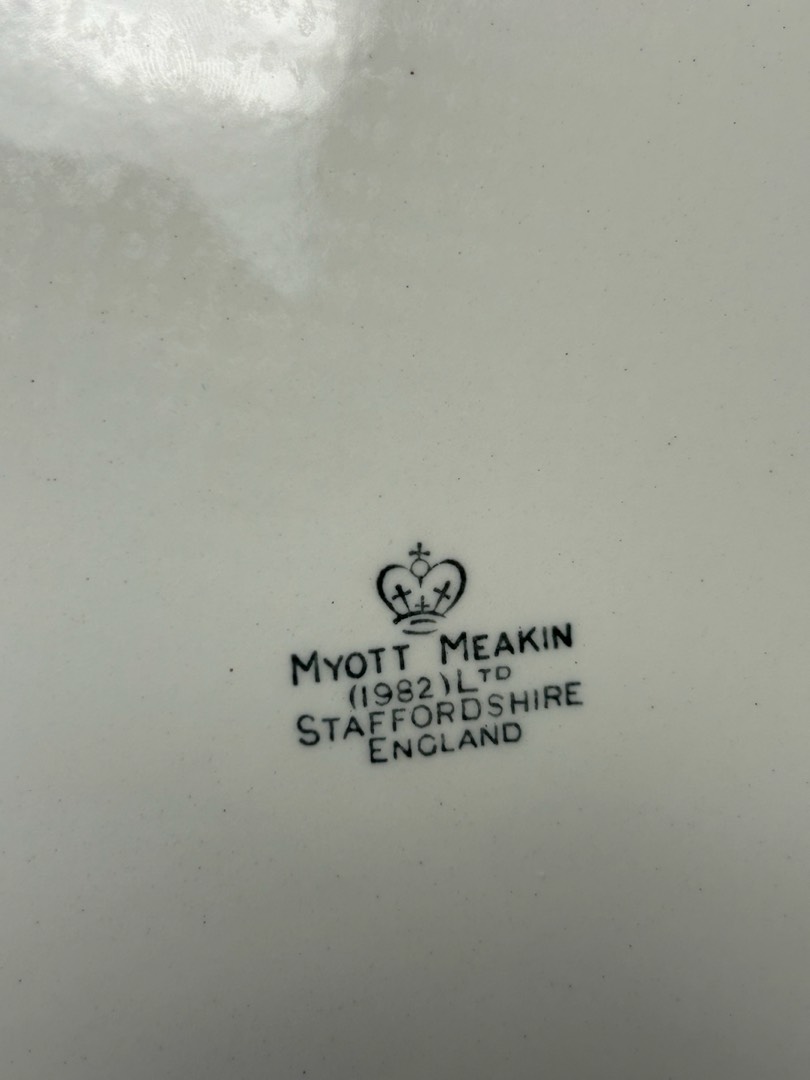 MYOTT MEAKIN
(1982) LTD
STAFFORDSHIRE
ENGLAND